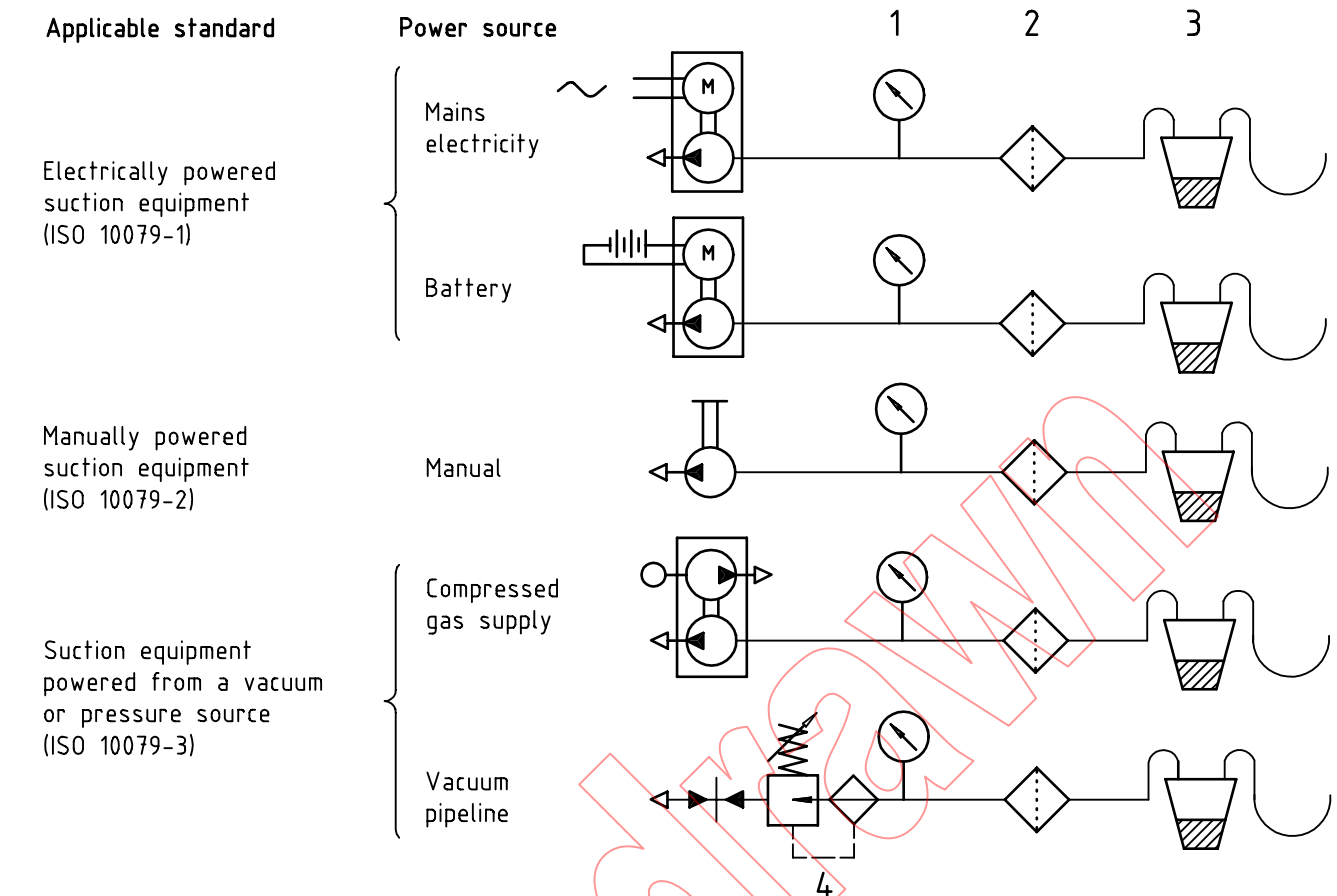 Applicable standard
Power source
1
2
3
Electrically powered
suction equipment
(ISO 10079-1)
Mains
electricity
M
Battery
M
Manually powered
suction equipment
(ISO 10079-2)
Manual
Suction equipment
powered from a vacuum
or pressure source
(ISO 10079-3)
Compressed
gas supply
Vacuum
pipeline
4
drawn